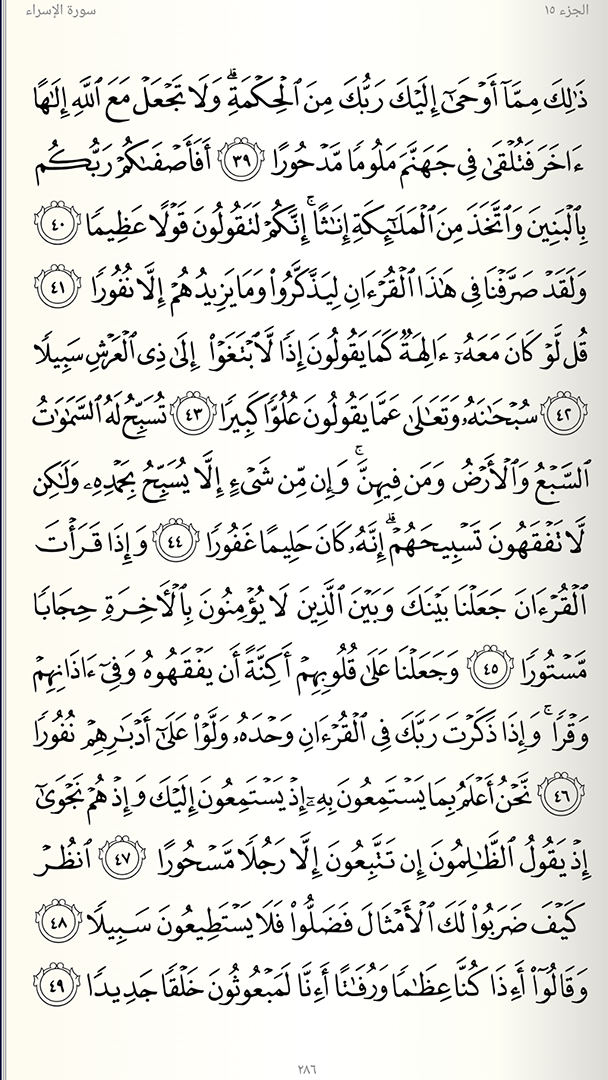 الجزء ١٥
سورة الإسراء
ذَٰلِكَ مِمَّآ أَوۡحَىٰٓ إِلَيۡكَ رَبُّكَ مِنَ ٱلۡحِكۡمَةِۗ وَلَا تَجۡعَلۡ مَعَ ٱللَّهِ إِلَٰهًا
ءَاخَرَ فَتُلۡقَىٰ فِي جَهَنَّمَ مَلُومٗا مَّدۡحُورًا ٣٩ أَفَأَصۡفَىٰكُمۡ رَبُّكُم
بِٱلۡبَنِينَ وَٱتَّخَذَ مِنَ ٱلۡمَلَٰٓئِكَةِ إِنَٰثًاۚ إِنَّكُمۡ لَتَقُولُونَ قَوۡلًا عَظِيمٗا ٤٠
وَلَقَدۡ صَرَّفۡنَا فِي هَٰذَا ٱلۡقُرۡءَانِ لِيَذَّكَّرُواْ وَمَا يَزِيدُهُمۡ إِلَّا نُفُورٗا ٤١
قُل لَّوۡ كَانَ مَعَهُۥٓ ءَالِهَةٞ كَمَا يَقُولُونَ إِذٗا لَّٱبۡتَغَوۡاْ إِلَىٰ ذِي ٱلۡعَرۡشِ سَبِيلٗا
٤٢ سُبۡحَٰنَهُۥ وَتَعَٰلَىٰ عَمَّا يَقُولُونَ عُلُوّٗا كَبِيرٗا ٤٣ تُسَبِّحُ لَهُ ٱلسَّمَٰوَٰتُ
ٱلسَّبۡعُ وَٱلۡأَرۡضُ وَمَن فِيهِنَّۚ وَإِن مِّن شَيۡءٍ إِلَّا يُسَبِّحُ بِحَمۡدِهِۦ وَلَٰكِن
لَّا تَفۡقَهُونَ تَسۡبِيحَهُمۡۗ إِنَّهُۥ كَانَ حَلِيمًا غَفُورٗا ٤٤ وَإِذَا قَرَأۡتَ
ٱلۡقُرۡءَانَ جَعَلۡنَا بَيۡنَكَ وَبَيۡنَ ٱلَّذِينَ لَا يُؤۡمِنُونَ بِٱلۡأٓخِرَةِ حِجَابٗا
مَّسۡتُورٗا ٤٥ وَجَعَلۡنَا عَلَىٰ قُلُوبِهِمۡ أَكِنَّةً أَن يَفۡقَهُوهُ وَفِيٓ ءَاذَانِهِمۡ
وَقۡرٗاۚ وَإِذَا ذَكَرۡتَ رَبَّكَ فِي ٱلۡقُرۡءَانِ وَحۡدَهُۥ وَلَّوۡاْ عَلَىٰٓ أَدۡبَٰرِهِمۡ نُفُورٗا
٤٦ نَّحۡنُ أَعۡلَمُ بِمَا يَسۡتَمِعُونَ بِهِۦٓ إِذۡ يَسۡتَمِعُونَ إِلَيۡكَ وَإِذۡ هُمۡ نَجۡوَىٰٓ
إِذۡ يَقُولُ ٱلظَّٰلِمُونَ إِن تَتَّبِعُونَ إِلَّا رَجُلٗا مَّسۡحُورًا ٤٧ ٱنظُرۡ
كَيۡفَ ضَرَبُواْ لَكَ ٱلۡأَمۡثَالَ فَضَلُّواْ فَلَا يَسۡتَطِيعُونَ سَبِيلٗا ٤٨
وَقَالُوٓاْ أَءِذَا كُنَّا عِظَٰمٗا وَرُفَٰتًا أَءِنَّا لَمَبۡعُوثُونَ خَلۡقٗا جَدِيدٗا ٤٩
٢٨٦